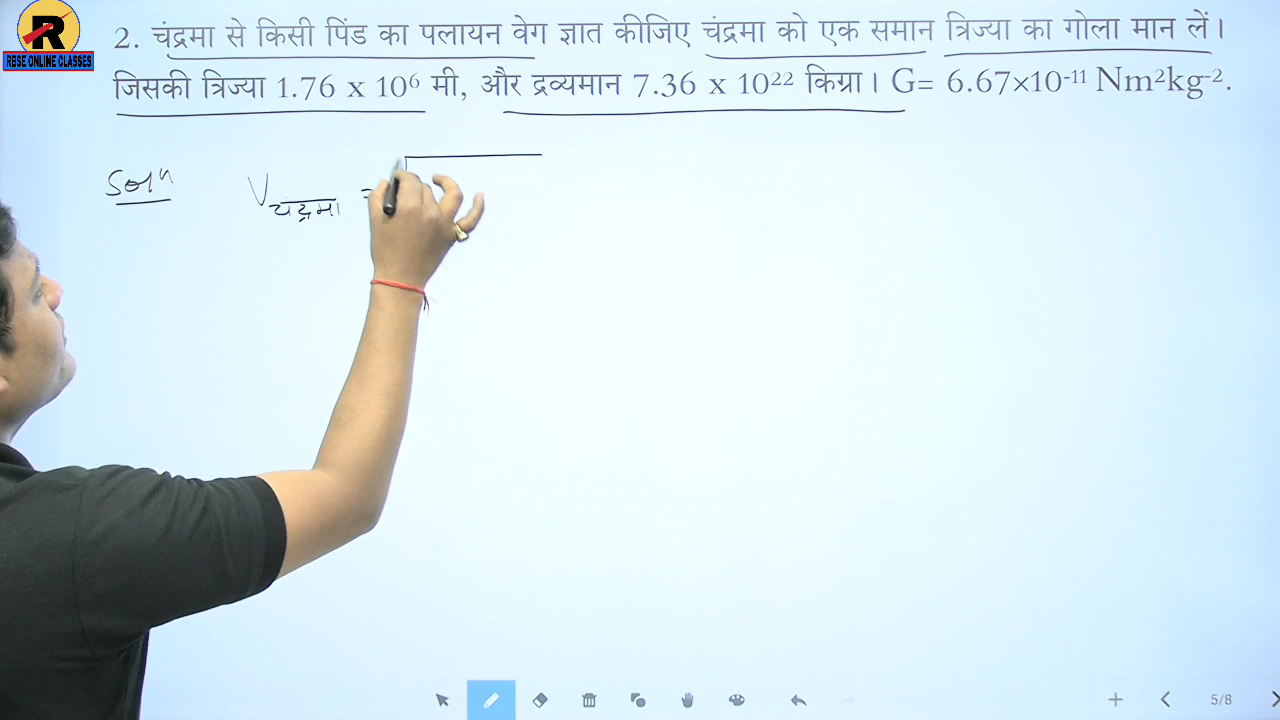 R
RBSE ONLINE CLASSES
2. चंद्रमा से किसी पिंड का पलायन वेग ज्ञात कीजिए चंद्रमा को एक समान त्रिज्या का गोला मान लें।
जिसकी त्रिज्या 1.76 x 10⁶ मी, और द्रव्यमान 7.36 x 10²² किग्रा। G= 6.67×10⁻¹¹ Nm²kg⁻².
Solⁿ V चंद्रमा =
5/8